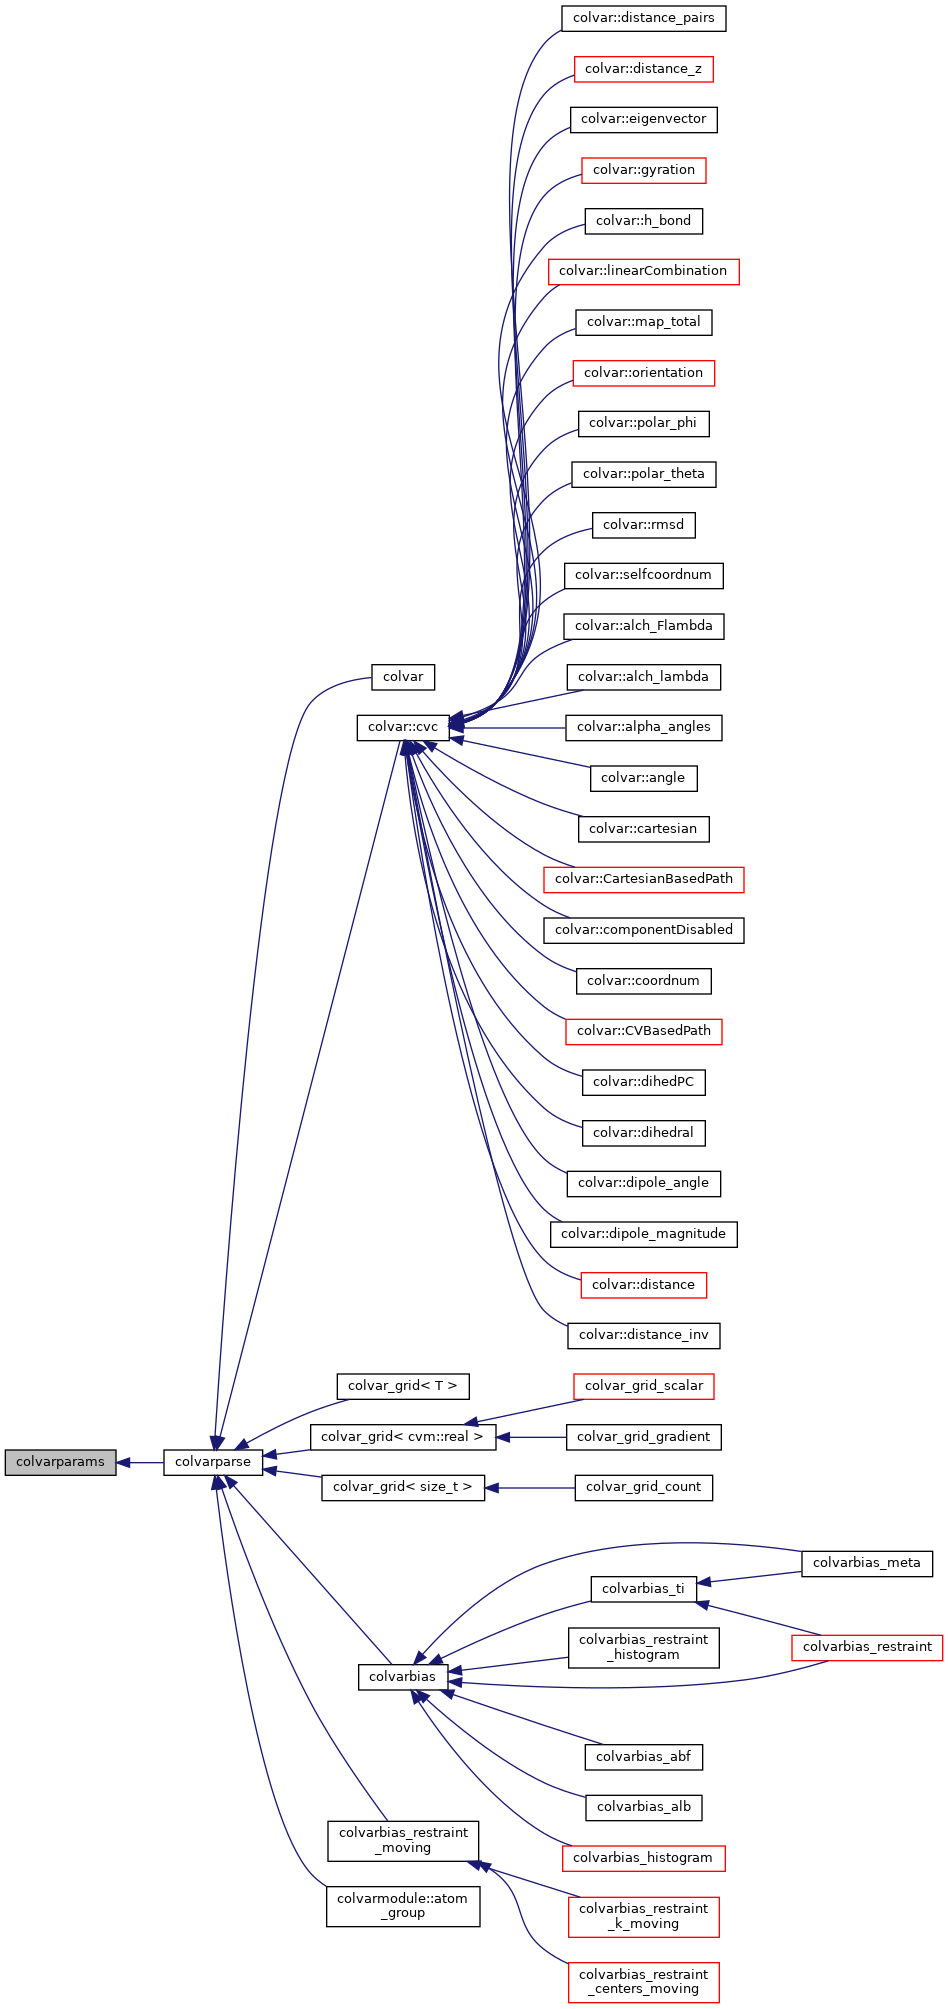 colvar::distance_pairs
colvar::distance_z
colvar::eigenvector
colvar::gyration
colvar::h_bond
colvar::linearCombination
colvar::map_total
colvar::orientation
colvar::polar_phi
colvar::polar_theta
colvar::rmsd
colvar::selfcoordnum
colvar::alch_Flambda
colvar
colvar::alch_lambda
colvar::cvc
colvar::alpha_angles
colvar::angle
colvar::cartesian
colvar::CartesianBasedPath
colvar::componentDisabled
colvar::coordnum
colvar::CVBasedPath
colvar::dihedPC
colvar::dihedral
colvar::dipole_angle
colvar::dipole_magnitude
colvar::distance
colvar::distance_inv
colvar_grid< T >
colvar_grid_scalar
colvar_grid< cvm::real >
colvar_grid_gradient
colvarparams
colvarparse
colvar_grid< size_t >
colvar_grid_count
colvarbias_meta
colvarbias_ti
colvarbias_restraint
_histogram
colvarbias_restraint
colvarbias
colvarbias_abf
colvarbias_alb
colvarbias_restraint
_moving
colvarbias_histogram
colvarmodule::atom
_group
colvarbias_restraint
_k_moving
colvarbias_restraint
_centers_moving